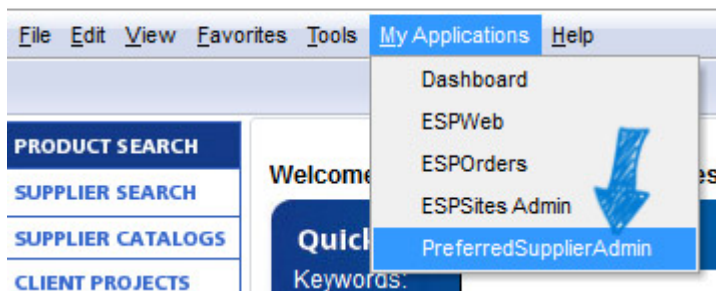 File Edit View Favorites Tools My Applications Help
Dashboard
ESPWeb
ESPOrders
ESPSites Admin
PreferredSupplierAdmin
PRODUCT SEARCH
SUPPLIER SEARCH
SUPPLIER CATALOGS
CLIENT PROJECTS
Welcome
Quick
Keywords: